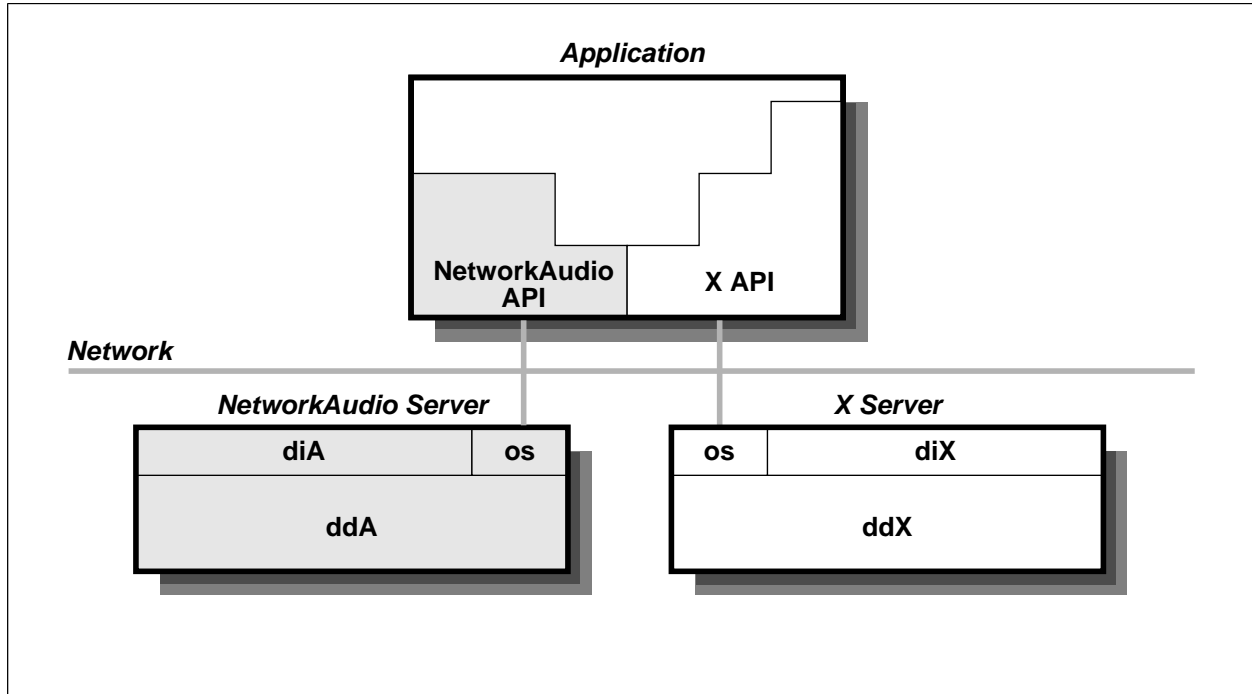 Application
NetworkAudio
API
X API
Network
NetworkAudio Server
X Server
diA
os
os
diX
ddA
ddX